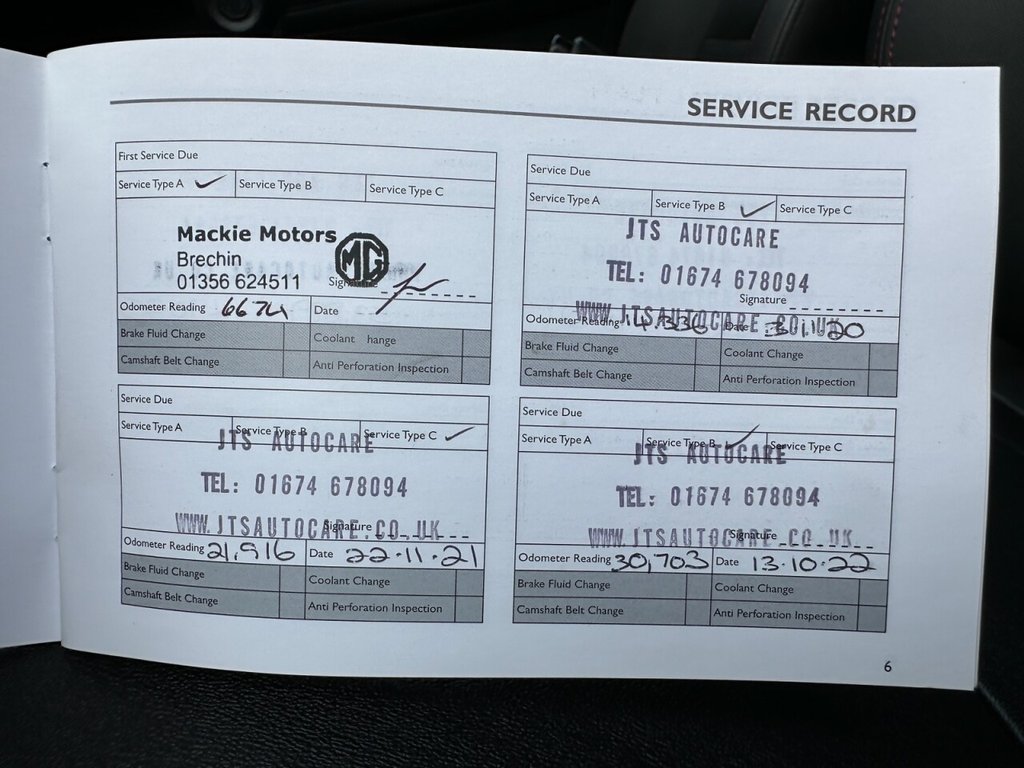 SERVICE RECORD
First Service Due
Service Type A ✓ Service Type B Service Type C
Mackie Motors
Brechin
01356 624511
MG
Signature
Odometer Reading 6674 Date
Brake Fluid Change Coolant hange
Camshaft Belt Change Anti Perforation Inspection
Service Due
Service Type A Service Type B ✓ Service Type C
JTS AUTOCARE
TEL: 01674 678094
Signature
WWW.JTSAUTOCARE.CO.UK
Odometer Reading Date
Brake Fluid Change Coolant Change
Camshaft Belt Change Anti Perforation Inspection
Service Due
Service Type A Service Type B Service Type C ✓
JTS AUTOCARE
TEL: 01674 678094
Signature
WWW.JTSAUTOCARE.CO.UK
Odometer Reading 21,916 Date 22·11·21
Brake Fluid Change Coolant Change
Camshaft Belt Change Anti Perforation Inspection
Service Due
Service Type A Service Type B ✓ Service Type C
JTS AUTOCARE
TEL: 01674 678094
Signature
WWW.JTSAUTOCARE.CO.UK
Odometer Reading 30,703 Date 13·10·22
Brake Fluid Change Coolant Change
Camshaft Belt Change Anti Perforation Inspection
6